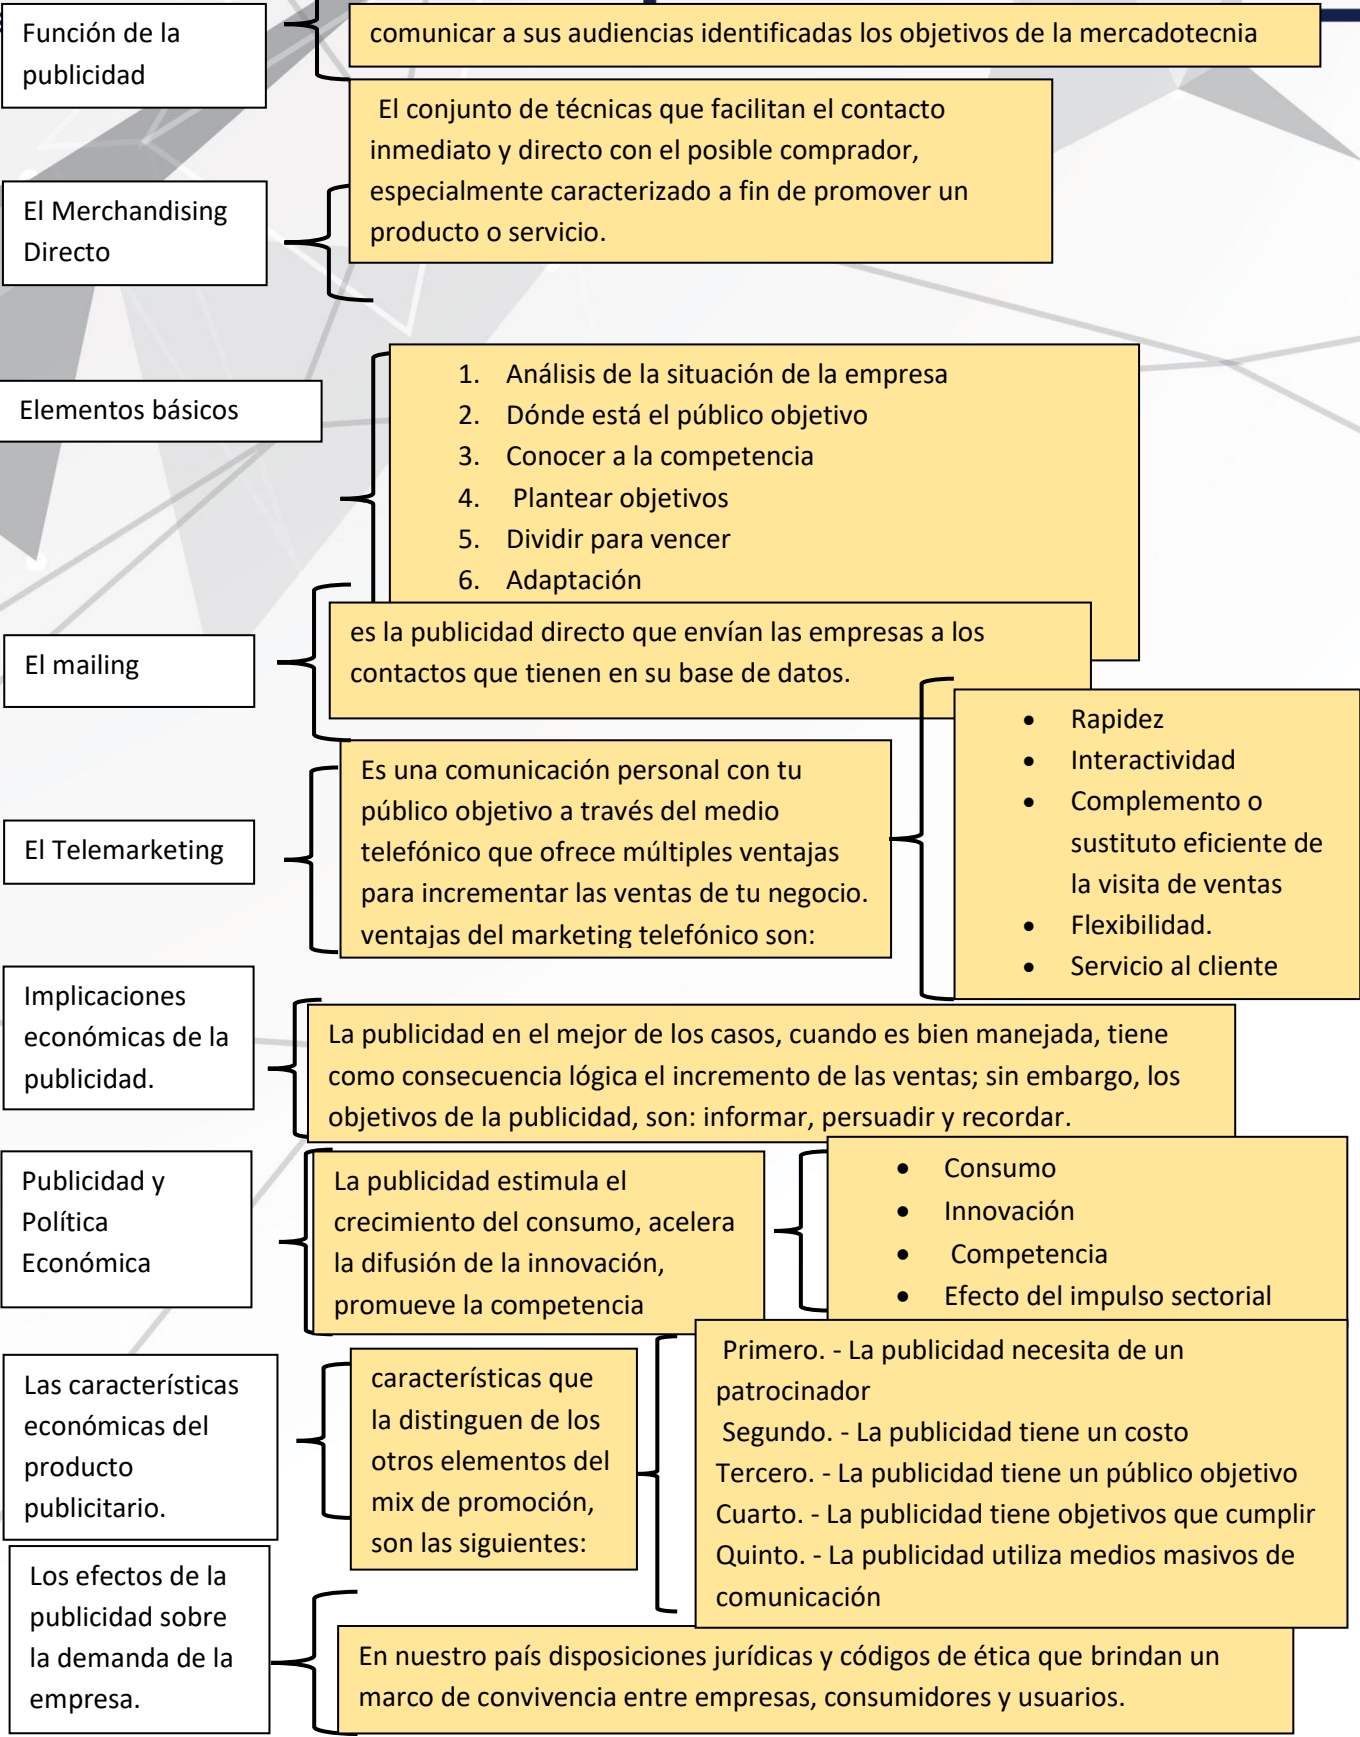 Función de la
publicidad
comunicar a sus audiencias identificadas los objetivos de la mercadotecnia
El Merchandising
Directo
El conjunto de técnicas que facilitan el contacto
inmediato y directo con el posible comprador,
especialmente caracterizado a fin de promover un
producto o servicio.
Elementos básicos
1. Análisis de la situación de la empresa
2. Dónde está el público objetivo
3. Conocer a la competencia
4. Plantear objetivos
5. Dividir para vencer
6. Adaptación
El mailing
es la publicidad directo que envían las empresas a los
contactos que tienen en su base de datos.
El Telemarketing
Es una comunicación personal con tu
público objetivo a través del medio
telefónico que ofrece múltiples ventajas
para incrementar las ventas de tu negocio.
ventajas del marketing telefónico son:
• Rapidez
• Interactividad
• Complemento o
sustituto eficiente de
la visita de ventas
• Flexibilidad.
• Servicio al cliente
Implicaciones
económicas de la
publicidad.
La publicidad en el mejor de los casos, cuando es bien manejada, tiene
como consecuencia lógica el incremento de las ventas; sin embargo, los
objetivos de la publicidad, son: informar, persuadir y recordar.
Publicidad y
Política
Económica
La publicidad estimula el
crecimiento del consumo, acelera
la difusión de la innovación,
promueve la competencia
• Consumo
• Innovación
• Competencia
• Efecto del impulso sectorial
Las características
económicas del
producto
publicitario.
características que
la distinguen de los
otros elementos del
mix de promoción,
son las siguientes:
Primero. - La publicidad necesita de un
patrocinador
Segundo. - La publicidad tiene un costo
Tercero. - La publicidad tiene un público objetivo
Cuarto. - La publicidad tiene objetivos que cumplir
Quinto. - La publicidad utiliza medios masivos de
comunicación
Los efectos de la
publicidad sobre
la demanda de la
empresa.
En nuestro país disposiciones jurídicas y códigos de ética que brindan un
marco de convivencia entre empresas, consumidores y usuarios.